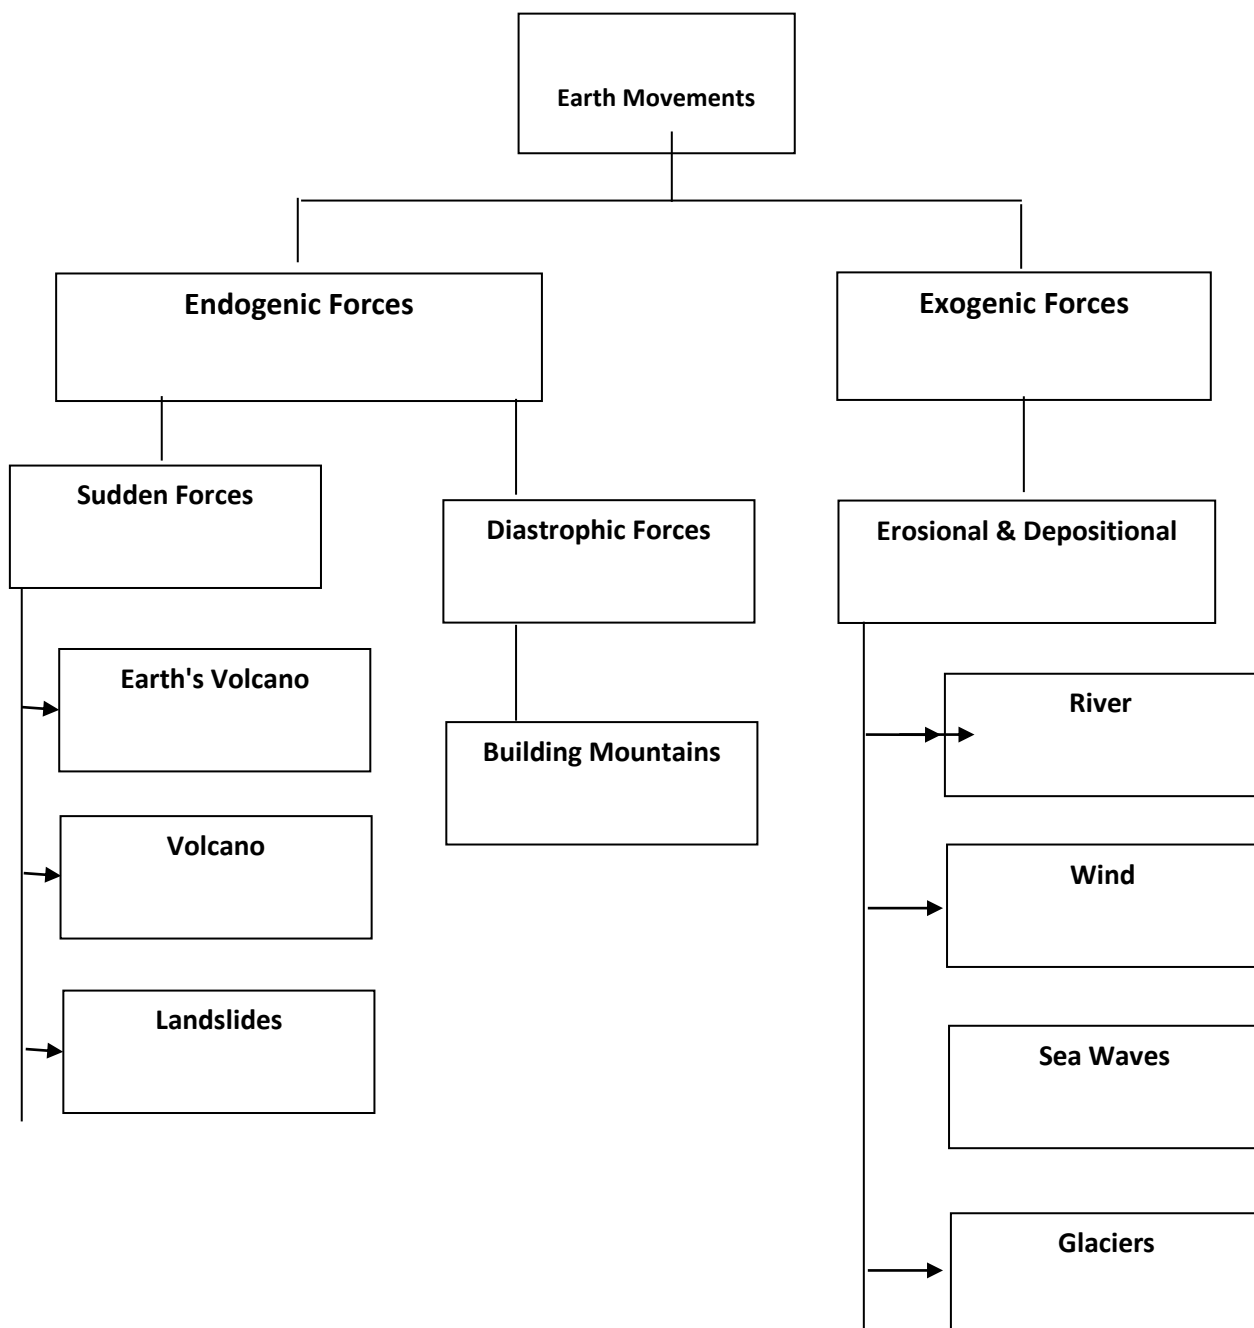 Earth Movements
Endogenic Forces
Exogenic Forces
Sudden Forces
Diastrophic Forces
Erosional & Depositional
Earth's Volcano
River
Building Mountains
Volcano
Wind
Landslides
Sea Waves
Glaciers